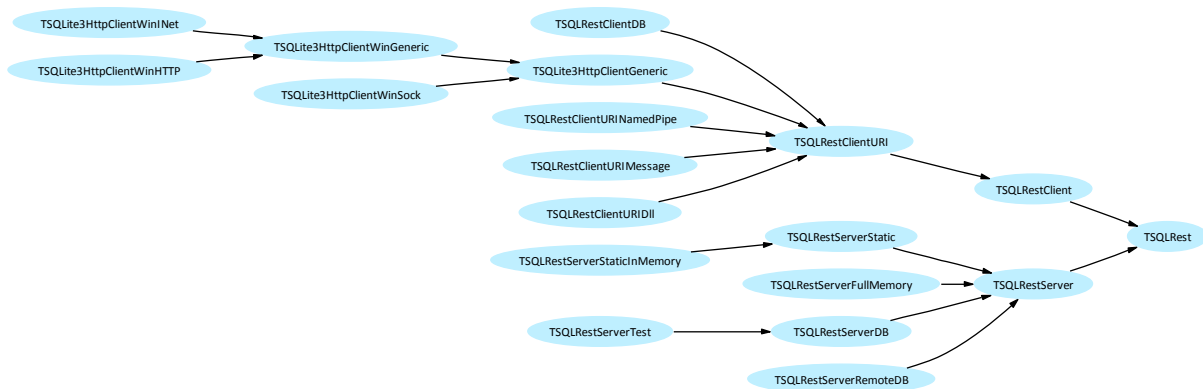 TSQLite3HttpClientWinINet
TSQLRestClientDB
TSQLite3HttpClientWinGeneric
TSQLite3HttpClientWinHTTP
TSQLite3HttpClientGeneric
TSQLite3HttpClientWinSock
TSQLRestClientURINamedPipe
TSQLRestClientURI
TSQLRestClientURIMessage
TSQLRestClient
TSQLRestClientURIDll
TSQLRestServerStatic
TSQLRest
TSQLRestServerStaticInMemory
TSQLRestServerFullMemory
TSQLRestServer
TSQLRestServerTest
TSQLRestServerDB
TSQLRestServerRemoteDB